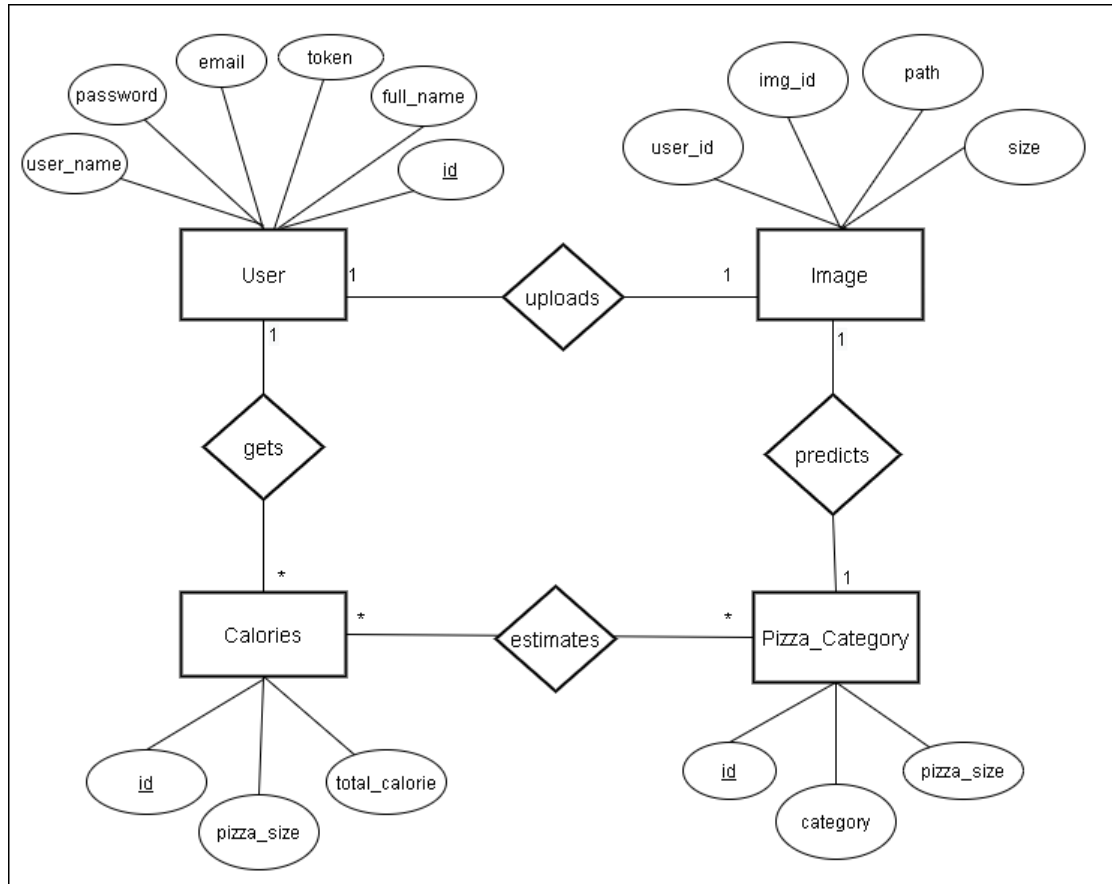 email
token
img_id
path
password
full_name
user_id
size
user_name
id
User
1
uploads
1
Image
1
1
gets
predicts
*
1
Calories
*
estimates
*
Pizza_Category
id
pizza_size
total_calorie
id
category
pizza_size